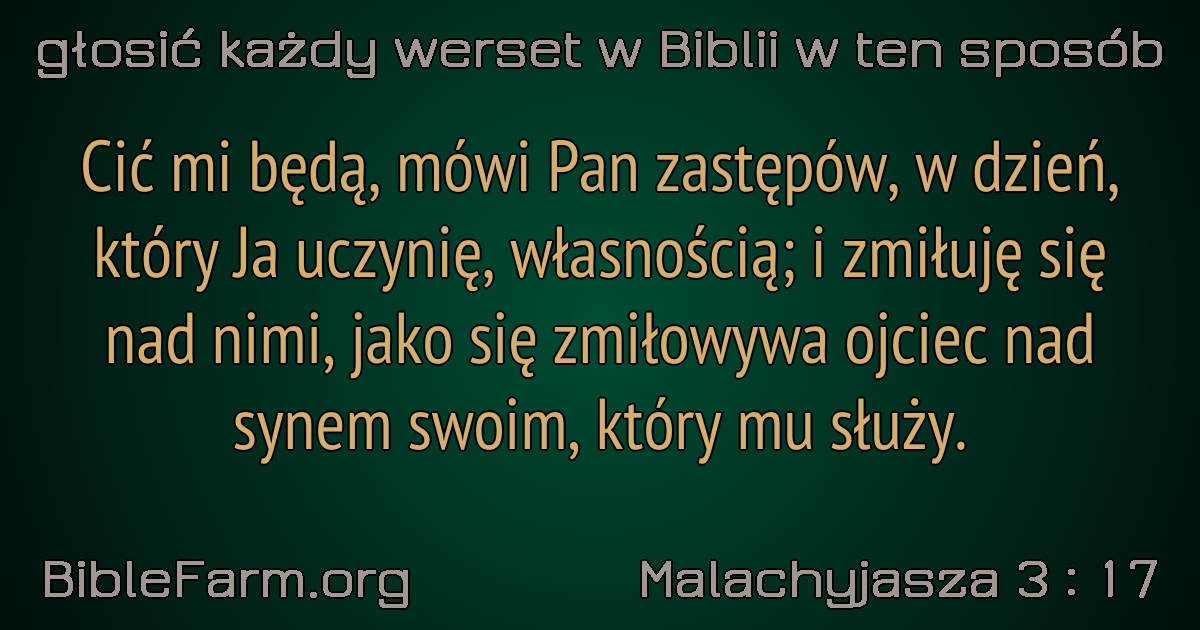 głosić każdy werset w Biblii w ten sposób
Cić mi będą, mówi Pan zastępów, w dzień,
który Ja uczynię, własnością; i zmiłuję się
nad nimi, jako się zmiłowywa ojciec nad
synem swoim, który mu służy.
BibleFarm.org
Malachyjasza 3 : 17